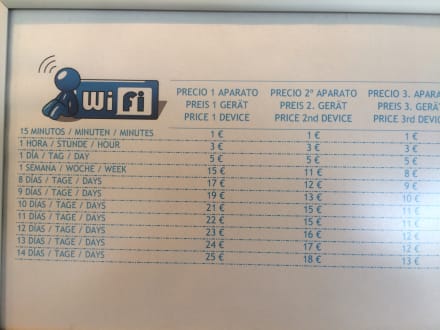 WiFi
PRECIO 1 APARATO PRECIO 2º APARATO PRECIO 3. APARA
PREIS 1 GERÄT PREIS 2. GERÄT PREIS 3. GERÄ
PRICE 1 DEVICE PRICE 2nd DEVICE PRICE 3rd DEVIC
15 MINUTOS / MINUTEN / MINUTES 1 € 1 € 1 €
1 HORA / STUNDE / HOUR 3 € 3 € 3 €
1 DÍA / TAG / DAY 5 € 5 € 5 €
1 SEMANA / WOCHE / WEEK 15 € 11 € 8 €
8 DÍAS / TAGE / DAYS 17 € 12 € 9 €
9 DÍAS / TAGE / DAYS 19 € 13 € 10 €
10 DÍAS / TAGE / DAYS 21 € 15 € 11 €
11 DÍAS / TAGE / DAYS 22 € 15 € 11 €
12 DÍAS / TAGE / DAYS 23 € 16 € 12 €
13 DÍAS / TAGE / DAYS 24 € 17 € 12 €
14 DÍAS / TAGE / DAYS 25 € 18 € 13 €